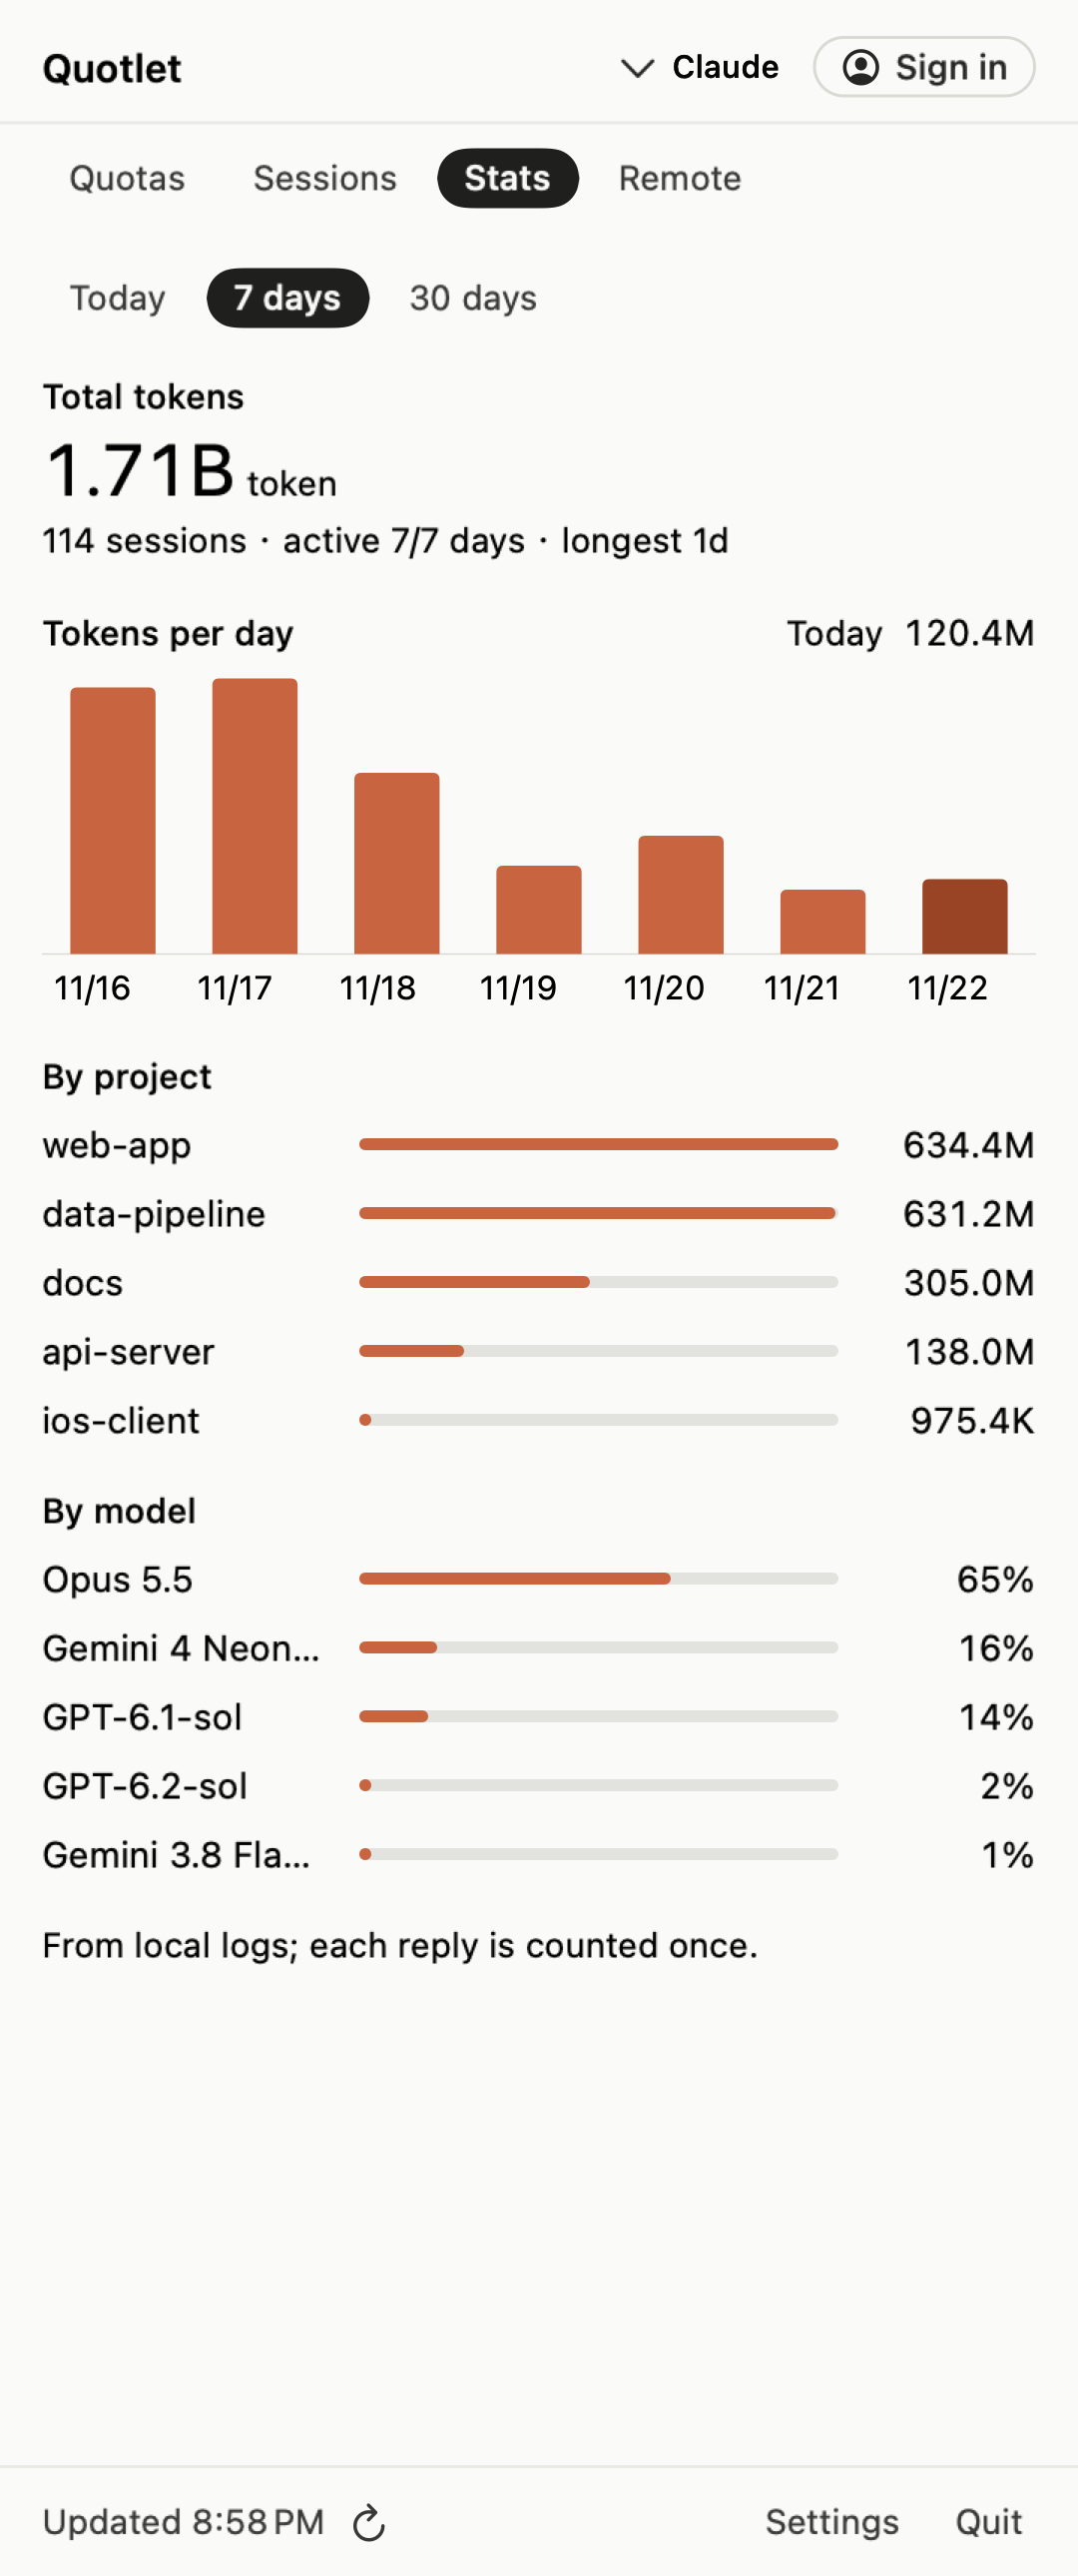 Quotlet Claude Sign in
Quotas Sessions Stats Remote
Today 7 days 30 days
Total tokens
1.71B token
114 sessions · active 7/7 days · longest 1d
Tokens per day Today 120.4M
11/16 11/17 11/18 11/19 11/20 11/21 11/22
By project
web-app 634.4M
data-pipeline 631.2M
docs 305.0M
api-server 138.0M
ios-client 975.4K
By model
Opus 5.5 65%
Gemini 4 Neon... 16%
GPT-6.1-sol 14%
GPT-6.2-sol 2%
Gemini 3.8 Fla... 1%
From local logs; each reply is counted once.
Updated 8:58 PM Settings Quit